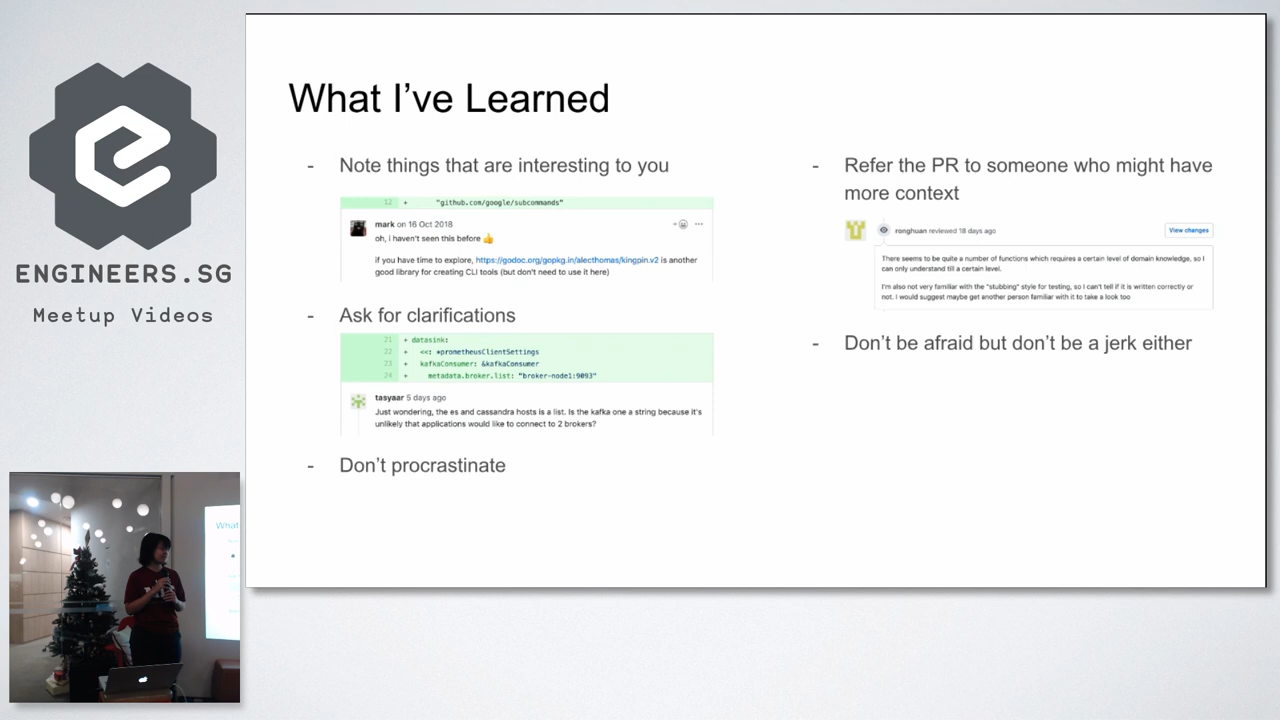 ENGINEERS.SG
Meetup Videos
What I've Learned
- Note things that are interesting to you
12 + "github.com/google/subcommands"
mark on 16 Oct 2018
oh, i haven't seen this before 👍
if you have time to explore, https://godoc.org/gopkg.in/alecthomas/kingpin.v2 is another
good library for creating CLI tools (but don't need to use it here)
- Ask for clarifications
21 + datasink:
22 + <<: *prometheusClientSettings
23 + kafkaConsumer: &kafkaConsumer
24 + metadata.broker.list: "broker-node1:9093"
tasyaar 5 days ago
Just wondering, the es and cassandra hosts is a list. Is the kafka one a string because it's
unlikely that applications would like to connect to 2 brokers?
- Don't procrastinate
- Refer the PR to someone who might have
more context
ronghuan reviewed 18 days ago
View changes
There seems to be quite a number of functions which requires a certain level of domain knowledge, so I
can only understand till a certain level.
I'm also not very familiar with the "stubbing" style for testing, so I can't tell if it is written correctly or
not. I would suggest maybe get another person familiar with it to take a look too
- Don't be afraid but don't be a jerk either
What